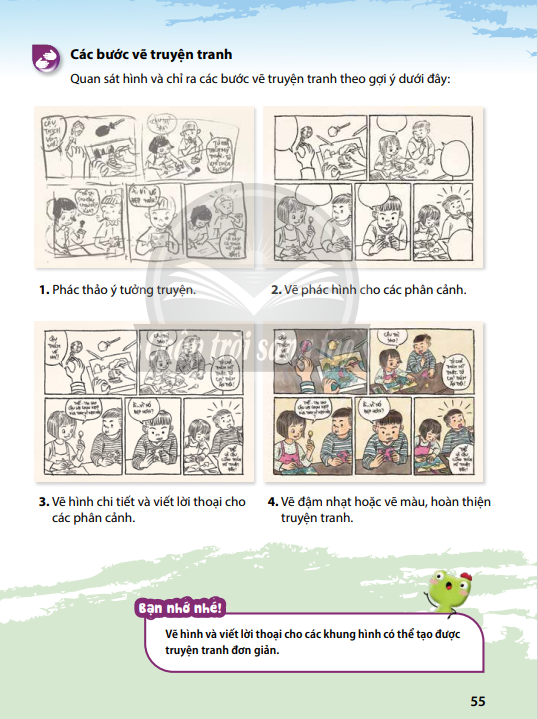 Các bước vẽ truyện tranh
Quan sát hình và chỉ ra các bước vẽ truyện tranh theo gợi ý dưới đây:
1. Phác thảo ý tưởng truyện.
2. Vẽ phác hình cho các phân cảnh.
Chân trời sáng tạo
3. Vẽ hình chi tiết và viết lời thoại cho
các phân cảnh.
4. Vẽ đậm nhạt hoặc vẽ màu, hoàn thiện
truyện tranh.
Bạn nhớ nhé!
Vẽ hình và viết lời thoại cho các khung hình có thể tạo được
truyện tranh đơn giản.
55